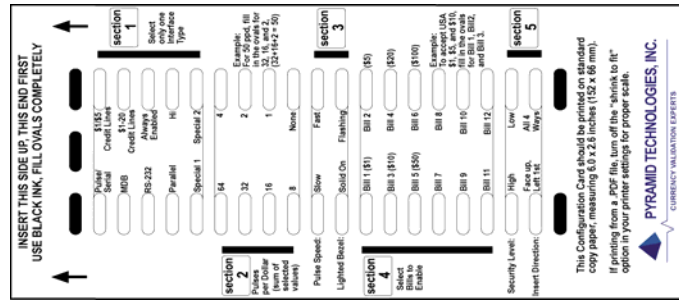 INSERT THIS SIDE UP, THIS END FIRST
USE BLACK INK, FILL OVALS COMPLETELY
section
1
Select
only one
Interface
Type
Pulse/
Serial
$1/$5
Credit Lines
MDB
$1-20
Credit Lines
RS-232
Always
Enabled
Parallel
Hi
Special 1
Special 2
section
2
Pulses
per Dollar
(sum of
selected
values)
64
4
32
2
16
1
8
None
Example:
For 50 ppd, fill
in the ovals for
32, 16, and 2,
(32+16+2 = 50)
section
3
Pulse Speed:
Slow
Fast
Lighted Bezel:
Solid On
Flashing
section
4
Select
Bills to
Enable
Bill 1 ($1)
Bill 2 ($5)
Bill 3 ($10)
Bill 4 ($20)
Bill 5 ($50)
Bill 6 ($100)
Bill 7
Bill 8
Bill 9
Bill 10
Bill 11
Bill 12
Example:
To accept USA
$1, $5, and $10,
fill in the ovals
for Bill 1, Bill2,
and Bill 3.
section
5
Security Level:
High
Low
Insert Direction:
Face up,
Left 1st
All 4
Ways
This Configuration Card should be printed on standard
copy paper, measuring 6.0 x 2.6 inches (152 x 66 mm).
If printing from a .PDF file, turn off the "shrink to fit"
option in your printer settings for proper scale.
PYRAMID TECHNOLOGIES, INC.
CURRENCY VALIDATION EXPERTS